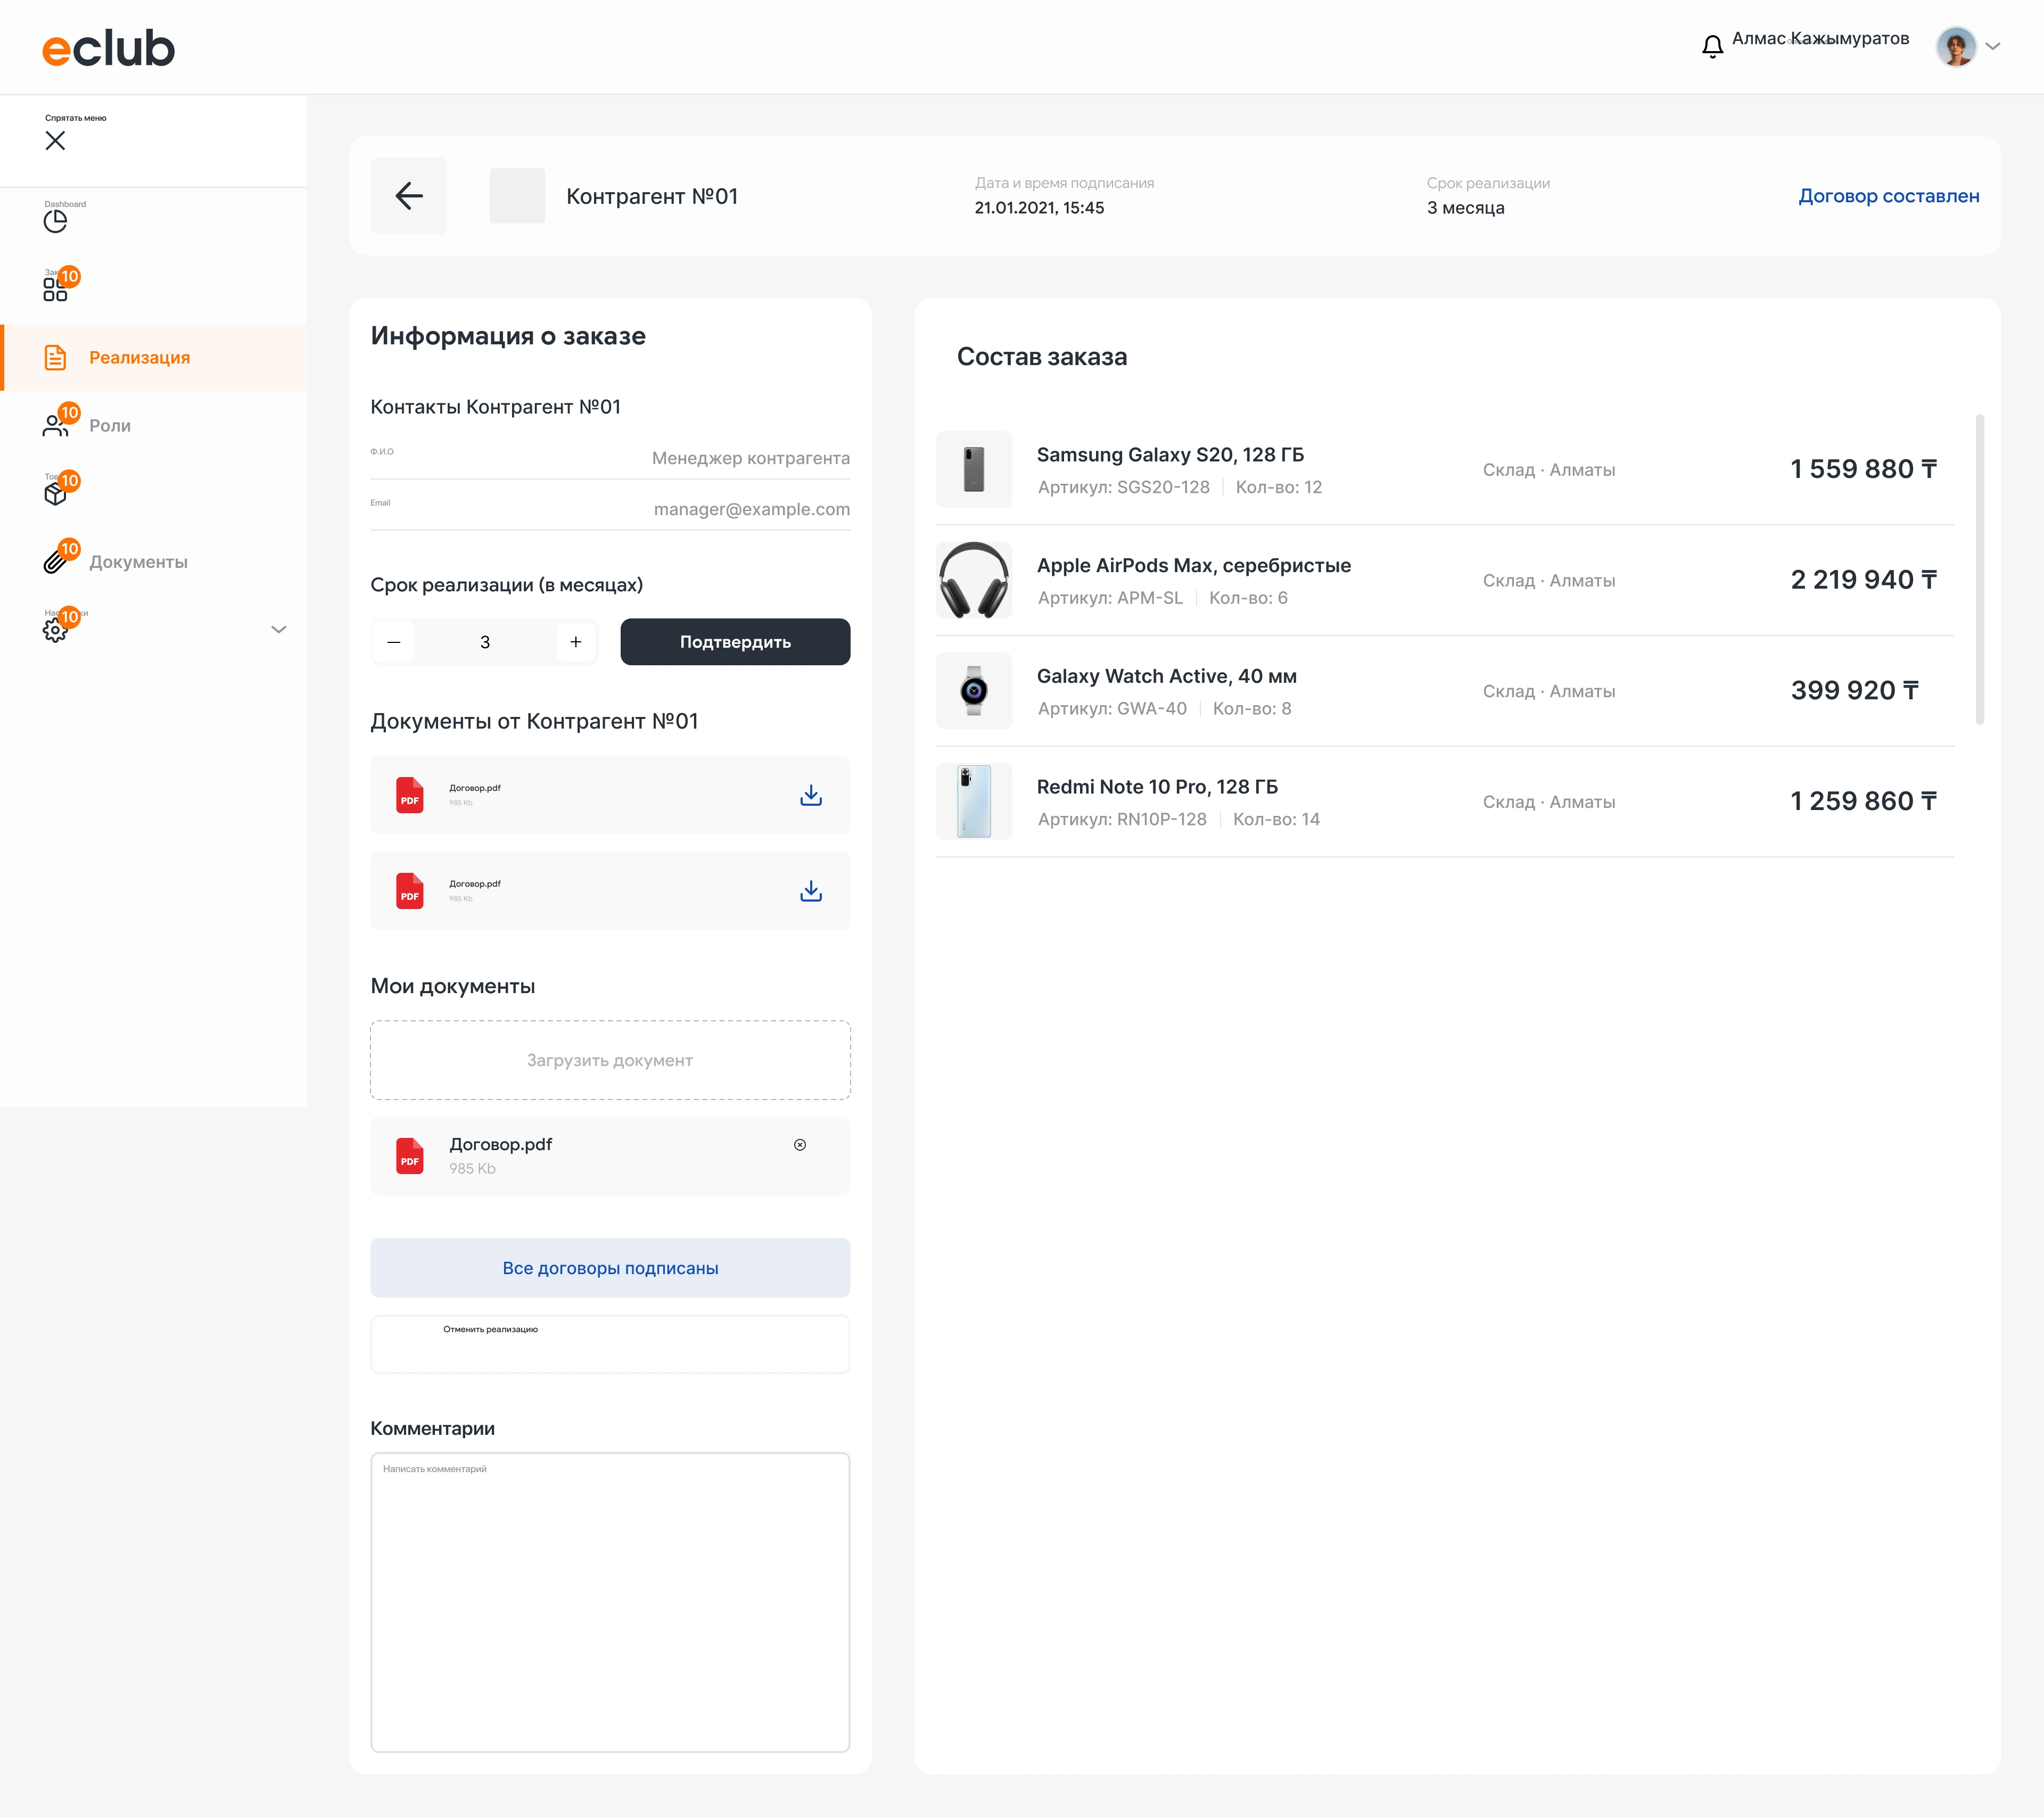 eclub
Алмас Кажымуратов
Спрятать меню
Dashboard
10
Реализация
10
Роли
10
10
Документы
10
Контрагент №01
Дата и время подписания
21.01.2021, 15:45
Срок реализации
3 месяца
Договор составлен
Информация о заказе
Контакты Контрагент №01
Ф.И.О
Менеджер контрагента
Email
manager@example.com
Срок реализации (в месяцах)
— 3 +
Подтвердить
Документы от Контрагент №01
PDF
Договор.pdf
985 Kb
PDF
Договор.pdf
985 Kb
Мои документы
Загрузить документ
PDF
Договор.pdf
985 Kb
Все договоры подписаны
Отменить реализацию
Комментарии
Написать комментарий
Состав заказа
Samsung Galaxy S20, 128 ГБ
Артикул: SGS20-128 | Кол-во: 12
Склад · Алматы
1 559 880 ₸
Apple AirPods Max, серебристые
Артикул: APM-SL | Кол-во: 6
Склад · Алматы
2 219 940 ₸
Galaxy Watch Active, 40 мм
Артикул: GWA-40 | Кол-во: 8
Склад · Алматы
399 920 ₸
Redmi Note 10 Pro, 128 ГБ
Артикул: RN10P-128 | Кол-во: 14
Склад · Алматы
1 259 860 ₸